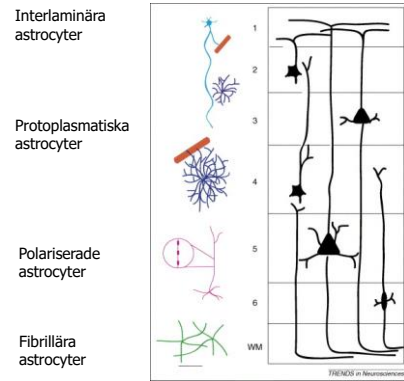 Interlaminära
astrocyter
1
2
Protoplasmatiska
astrocyter
3
4
Polariserade
astrocyter
5
6
Fibrillära
astrocyter
WM
TRENDS in Neurosciences